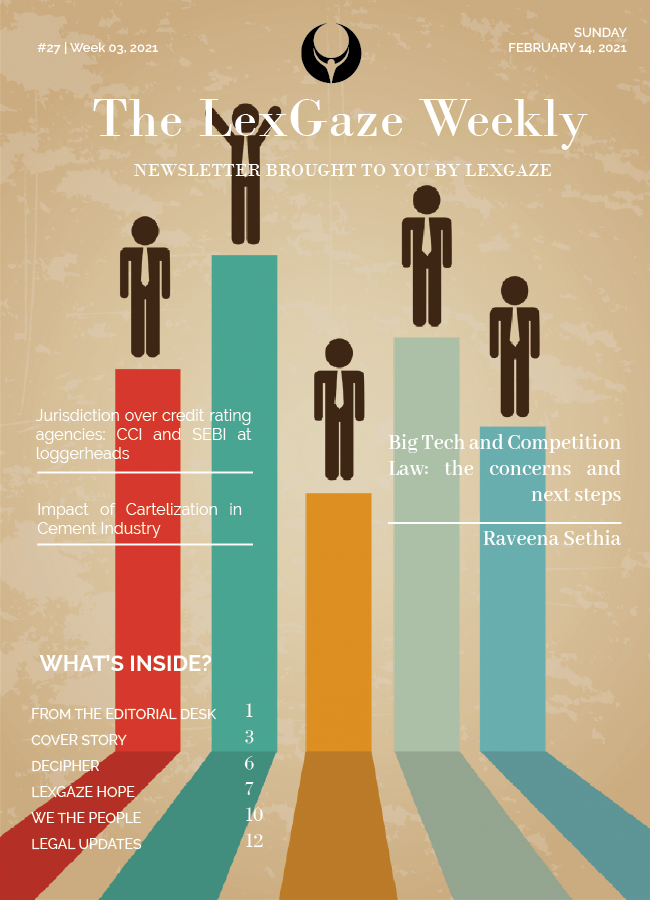 #27 | Week 03, 2021
SUNDAY
FEBRUARY 14, 2021
The LexGaze Weekly
NEWSLETTER BROUGHT TO YOU BY LEXGAZE
Jurisdiction over credit rating
agencies: CCI and SEBI at
loggerheads
Impact of Cartelization in
Cement Industry
Big Tech and Competition
Law: the concerns and
next steps
Raveena Sethia
WHAT'S INSIDE?
FROM THE EDITORIAL DESK 1
COVER STORY 3
DECIPHER 6
LEXGAZE HOPE 7
WE THE PEOPLE 10
LEGAL UPDATES 12